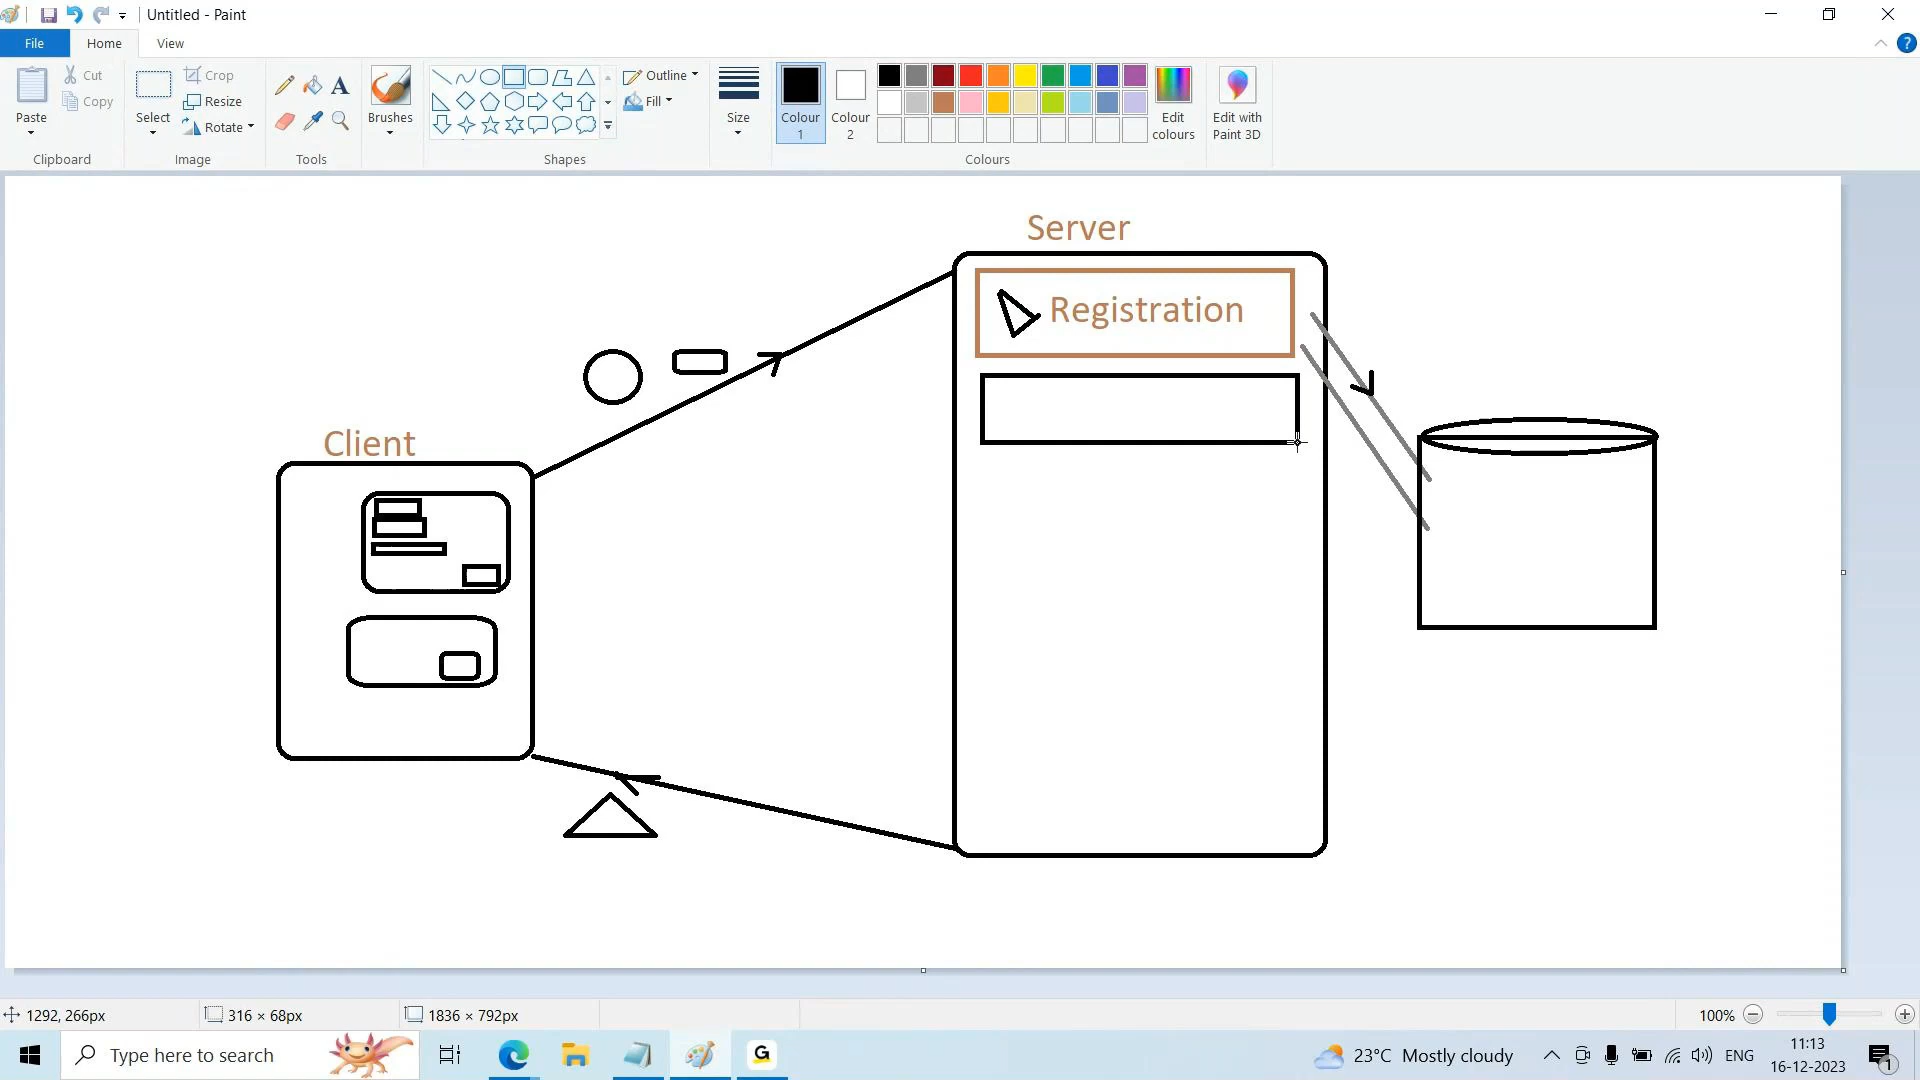 Untitled - Paint
File
Home
View
Paste
Cut
Copy
Clipboard
Select
Crop
Resize
Rotate
Image
A
Tools
Brushes
Outline
Fill
Shapes
Size
Colour
1
Colour
2
Edit
colours
Edit with
Paint 3D
Colours
?
Server
Registration
Client
1292, 266px
316 × 68px
1836 × 792px
100%
Type here to search
G
23°C Mostly cloudy
ENG
11:13
16-12-2023
1